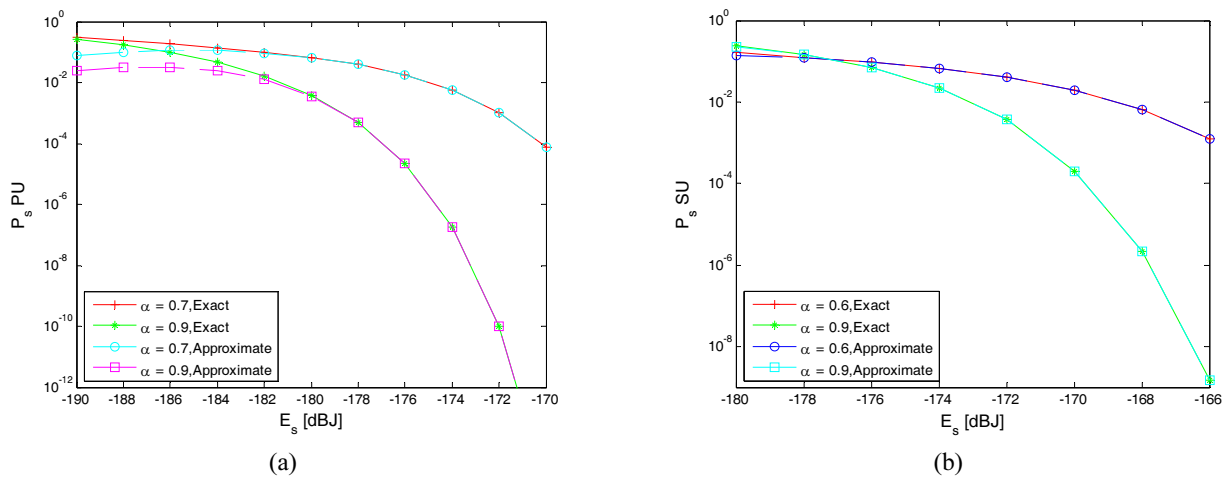 10^0
10^-2
10^-4
10^-6
10^-8
10^-10
10^-12
P_s PU
-190 -188 -186 -184 -182 -180 -178 -176 -174 -172 -170
E_s [dBJ]
α = 0.7,Exact
α = 0.9,Exact
α = 0.7,Approximate
α = 0.9,Approximate
(a)
10^0
10^-2
10^-4
10^-6
10^-8
P_s SU
-180 -178 -176 -174 -172 -170 -168 -166
E_s [dBJ]
α = 0.6,Exact
α = 0.9,Exact
α = 0.6,Approximate
α = 0.9,Approximate
(b)